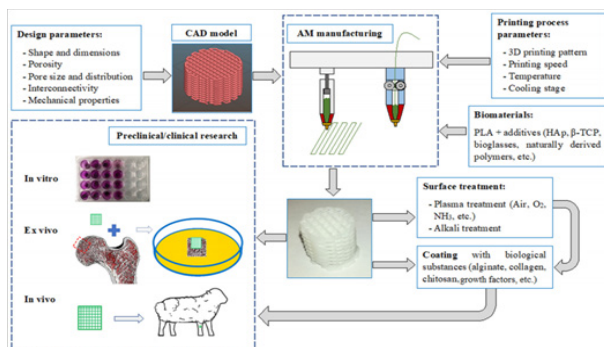 Design parameters:
- Shape and dimensions
- Porosity
- Pore size and distribution
- Interconnectivity
- Mechanical properties
CAD model
AM manufacturing
Printing process
parameters:
- 3D printing pattern
- Printing speed
- Temperature
- Cooling stage
Biomaterials:
PLA + additives (HAp, β-TCP,
bioglasses, naturally derived
polymers, etc.)
Preclinical/clinical research
In vitro
Ex vivo
In vivo
Surface treatment:
- Plasma treatment (Air, O₂,
NH₃, etc.)
- Alkali treatment
Coating with biological
substances (alginate, collagen,
chitosan,growth factors, etc.)